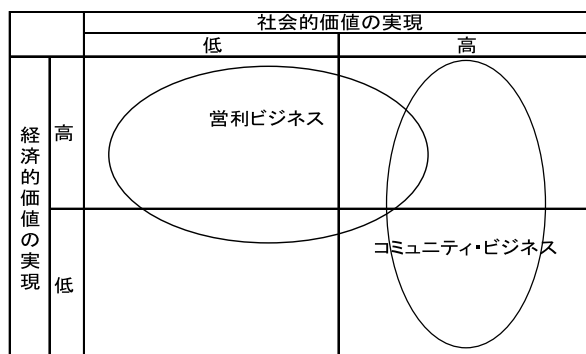 社会的価値の実現
低
高
経済的価値の実現
高
営利ビジネス
低
コミュニティ・ビジネス